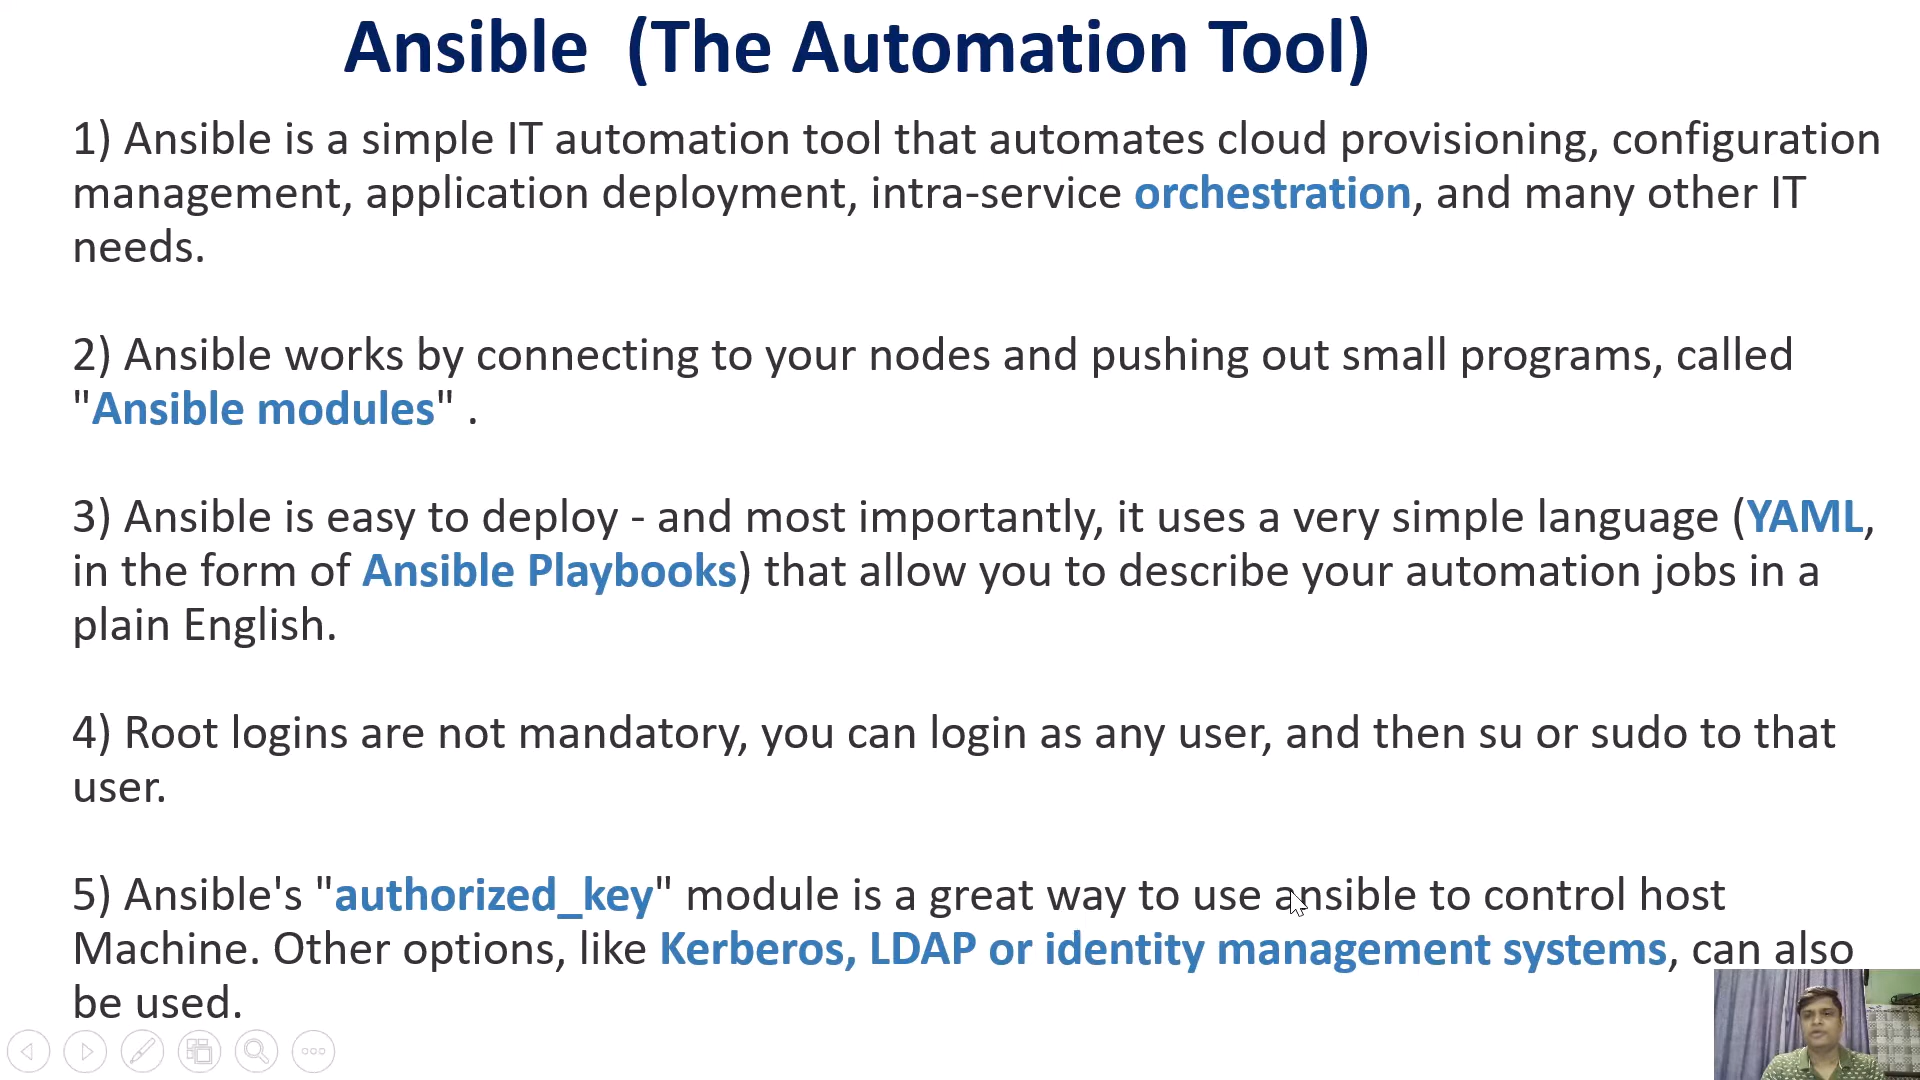 Ansible (The Automation Tool)
1) Ansible is a simple IT automation tool that automates cloud provisioning, configuration
management, application deployment, intra-service orchestration, and many other IT
needs.
2) Ansible works by connecting to your nodes and pushing out small programs, called
"Ansible modules" .
3) Ansible is easy to deploy - and most importantly, it uses a very simple language (YAML,
in the form of Ansible Playbooks) that allow you to describe your automation jobs in a
plain English.
4) Root logins are not mandatory, you can login as any user, and then su or sudo to that
user.
5) Ansible's "authorized_key" module is a great way to use ansible to control host
Machine. Other options, like Kerberos, LDAP or identity management systems, can also
be used.